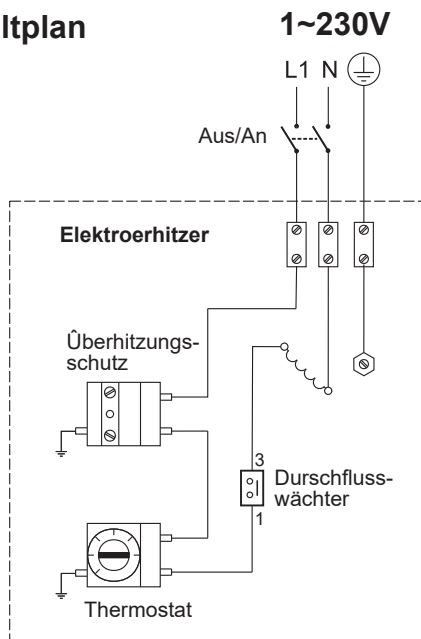 ltplan
1~230V
L1 N
Aus/An
Elektroerhitzer
Ûberhitzungs-
schutz
3
Durschfluss-
wächter
1
Thermostat